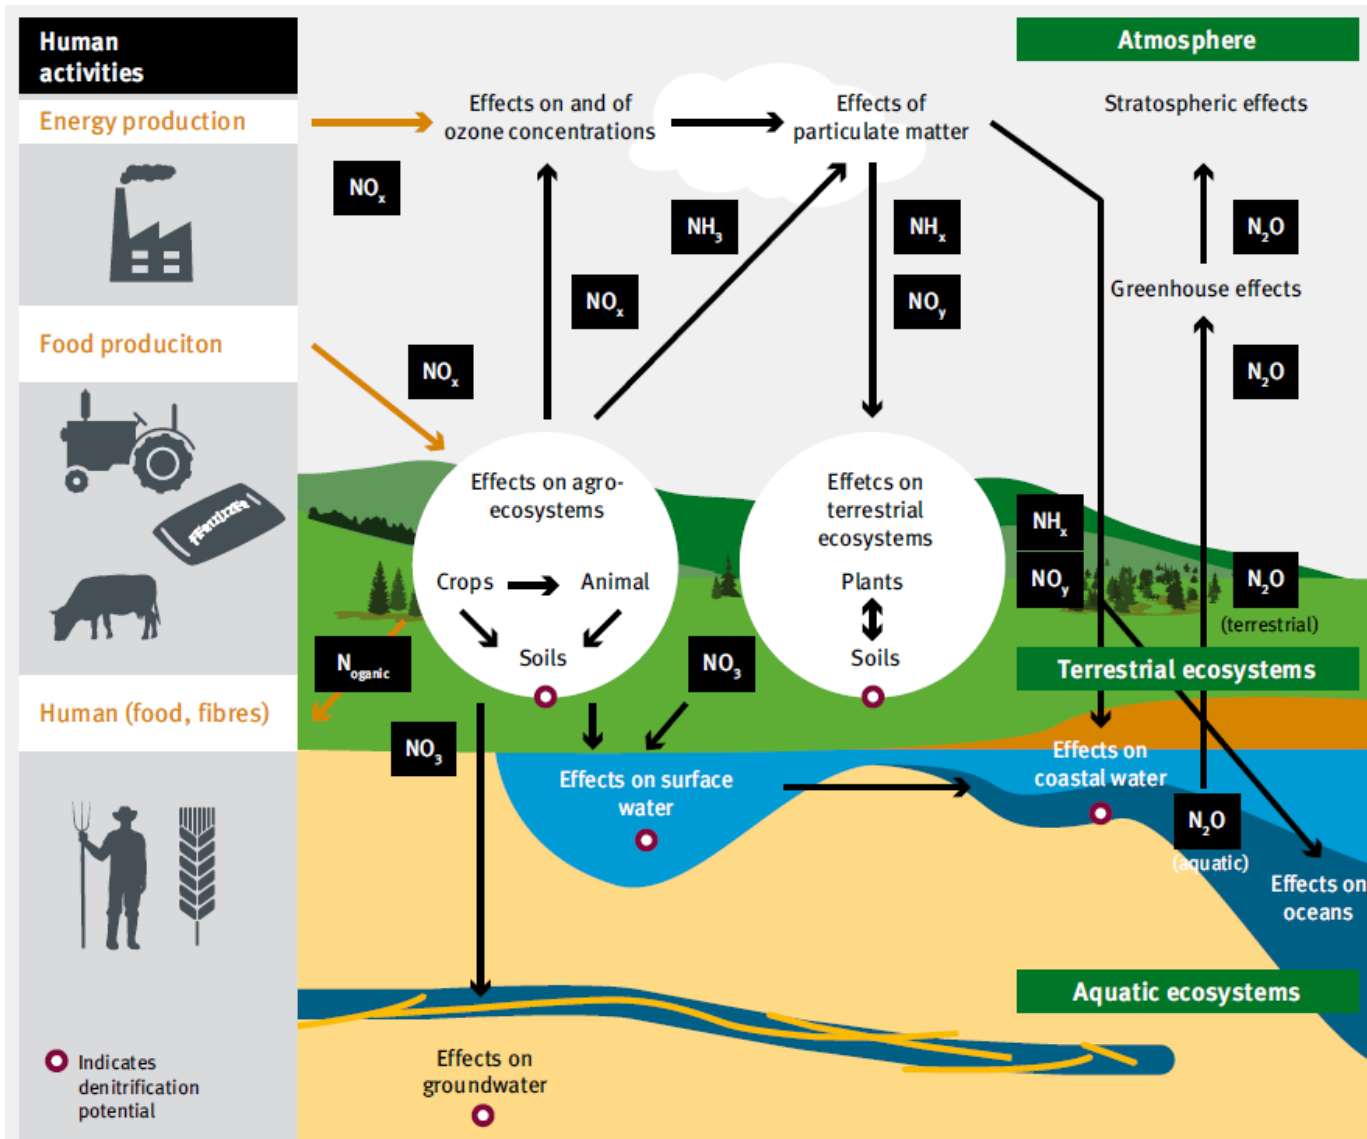 Human
activities
Atmosphere
Energy production
Effects on and of
ozone concentrations
Effects of
particulate matter
Stratospheric effects
NOx
NH3
NHx
N2O
NOx
NOy
Greenhouse effects
Food produciton
NOx
N2O
Effects on agro-
ecosystems
Effetcs on
terrestrial
ecosystems
NHx
Crops
Animal
Plants
NOy
N2O
(terrestrial)
Soils
Soils
Noganic
NO3
Terrestrial ecosystems
Human (food, fibres)
NO3
Effects on surface
water
Effects on
coastal water
N2O
(aquatic)
Effects on
oceans
Aquatic ecosystems
Indicates
denitrification
potential
Effects on
groundwater